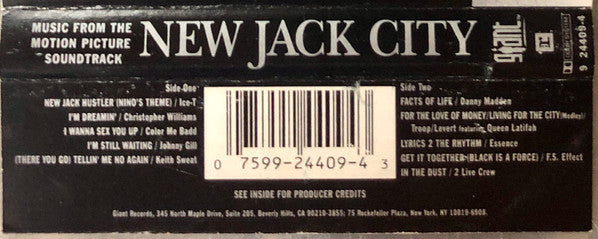 MUSIC FROM THE
MOTION PICTURE
SOUNDTRACK
NEW JACK CITY
giant
9 24409-4
Side One
NEW JACK HUSTLER (NINO'S THEME) / Ice-T
I'M DREAMIN' / Christopher Williams
I WANNA SEX YOU UP / Color Me Badd
I'M STILL WAITING / Johnny Gill
(THERE YOU GO) TELLIN' ME NO AGAIN / Keith Sweat
0 7599-24409-4 3
Side Two
FACTS OF LIFE / Danny Madden
FOR THE LOVE OF MONEY/LIVING FOR THE CITY (Medley)/
Troop/Levert featuring Queen Latifah
LYRICS 2 THE RHYTHM / Essence
GET IT TOGETHER (BLACK IS A FORCE) / F.S. Effect
IN THE DUST / 2 Live Crew
SEE INSIDE FOR PRODUCER CREDITS
Giant Records, 345 North Maple Drive, Suite 205, Beverly Hills, CA 90210-3855; 75 Rockefeller Plaza, New York, NY 10019-6908.